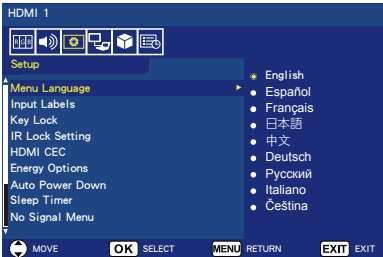 HDMI 1
RGB
Setup
Menu Language
Input Labels
Key Lock
IR Lock Setting
HDMI CEC
Energy Options
Auto Power Down
Sleep Timer
No Signal Menu
English
Español
Français
日本語
中文
Deutsch
Русский
Italiano
Čeština
MOVE OK SELECT MENU RETURN EXIT EXIT